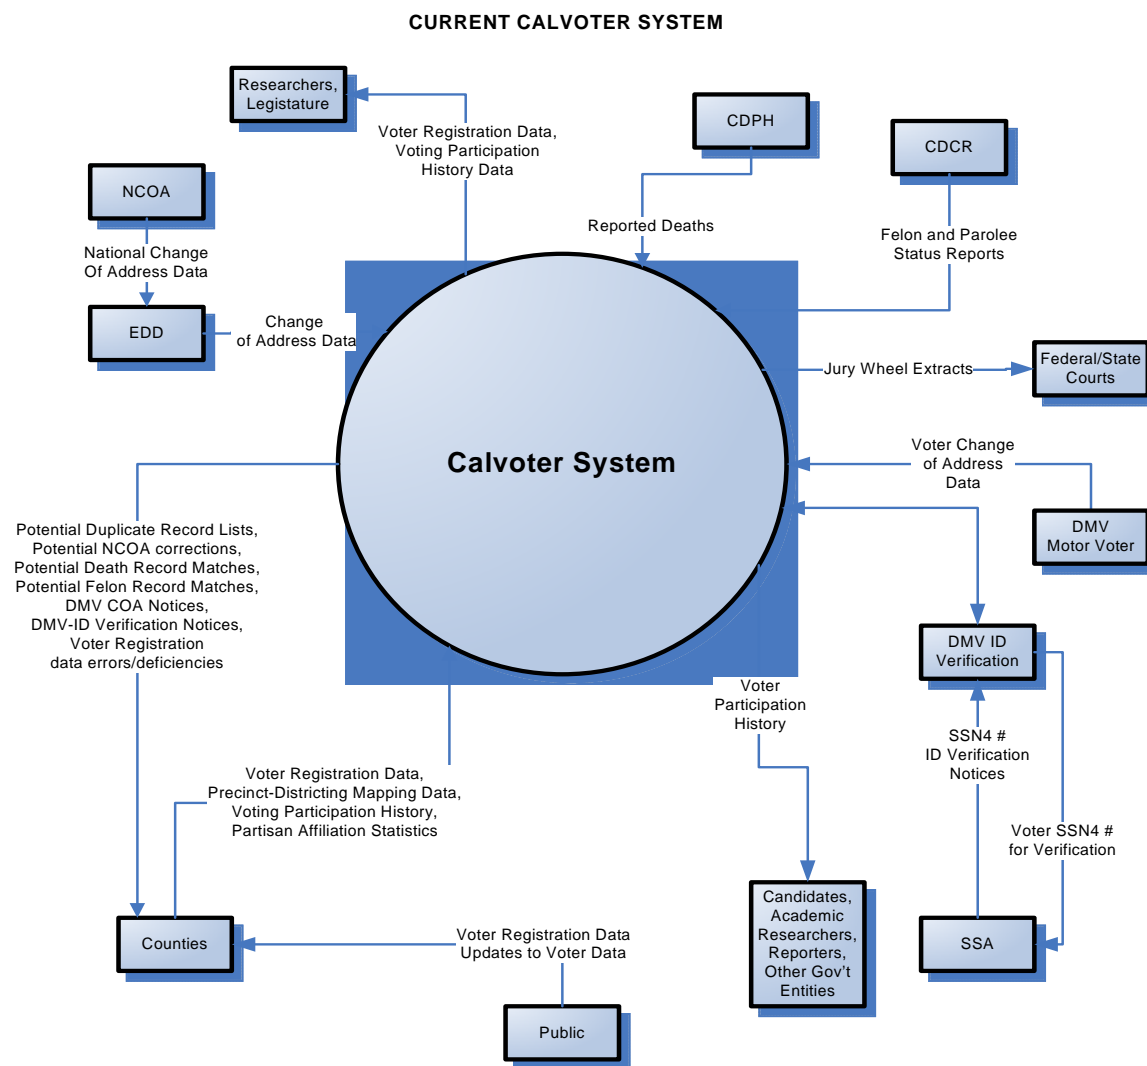 CURRENT CALVOTER SYSTEM
Researchers,
Legistature
CDPH
CDCR
NCOA
Voter Registration Data,
Voting Participation
History Data
Reported Deaths
Felon and Parolee
Status Reports
National Change
Of Address Data
EDD
Change
of Address Data
Jury Wheel Extracts
Federal/State
Courts
Calvoter System
Voter Change
of Address
Data
DMV
Motor Voter
Potential Duplicate Record Lists,
Potential NCOA corrections,
Potential Death Record Matches,
Potential Felon Record Matches,
DMV COA Notices,
DMV-ID Verification Notices,
Voter Registration
data errors/deficiencies
DMV ID
Verification
Voter
Participation
History
SSN4 #
ID Verification
Notices
Voter Registration Data,
Precinct-Districting Mapping Data,
Voting Participation History,
Partisan Affiliation Statistics
Voter SSN4 #
for Verification
Candidates,
Academic
Researchers,
Reporters,
Other Gov't
Entities
Counties
Voter Registration Data
Updates to Voter Data
SSA
Public